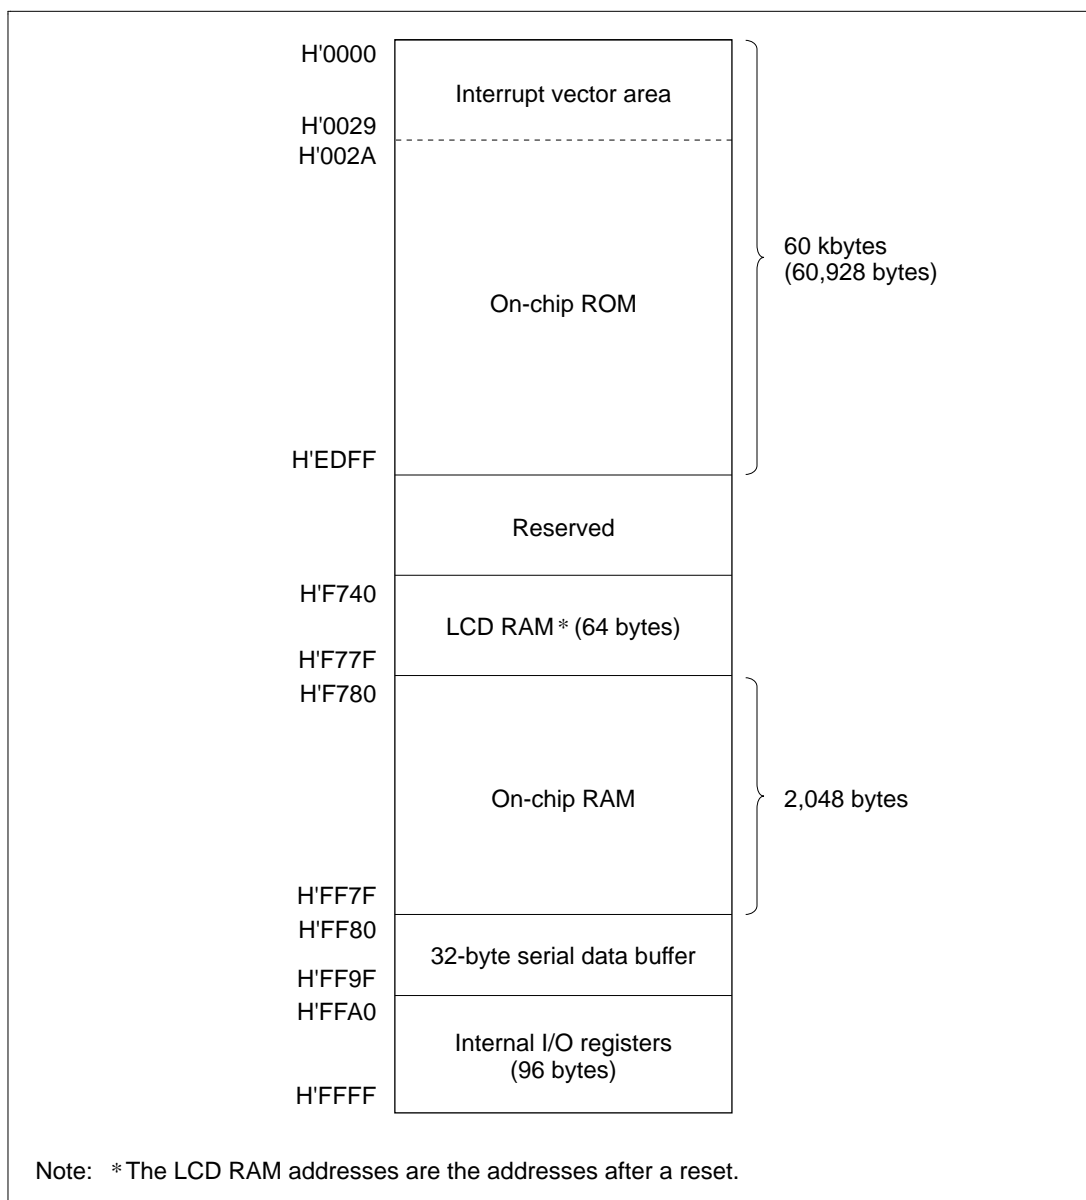 H'0000
Interrupt vector area
H'0029
H'002A
60 kbytes
(60,928 bytes)
On-chip ROM
H'EDFF
Reserved
H'F740
LCD RAM* (64 bytes)
H'F77F
H'F780
On-chip RAM
2,048 bytes
H'FF7F
H'FF80
32-byte serial data buffer
H'FF9F
H'FFA0
Internal I/O registers
(96 bytes)
H'FFFF
Note: * The LCD RAM addresses are the addresses after a reset.